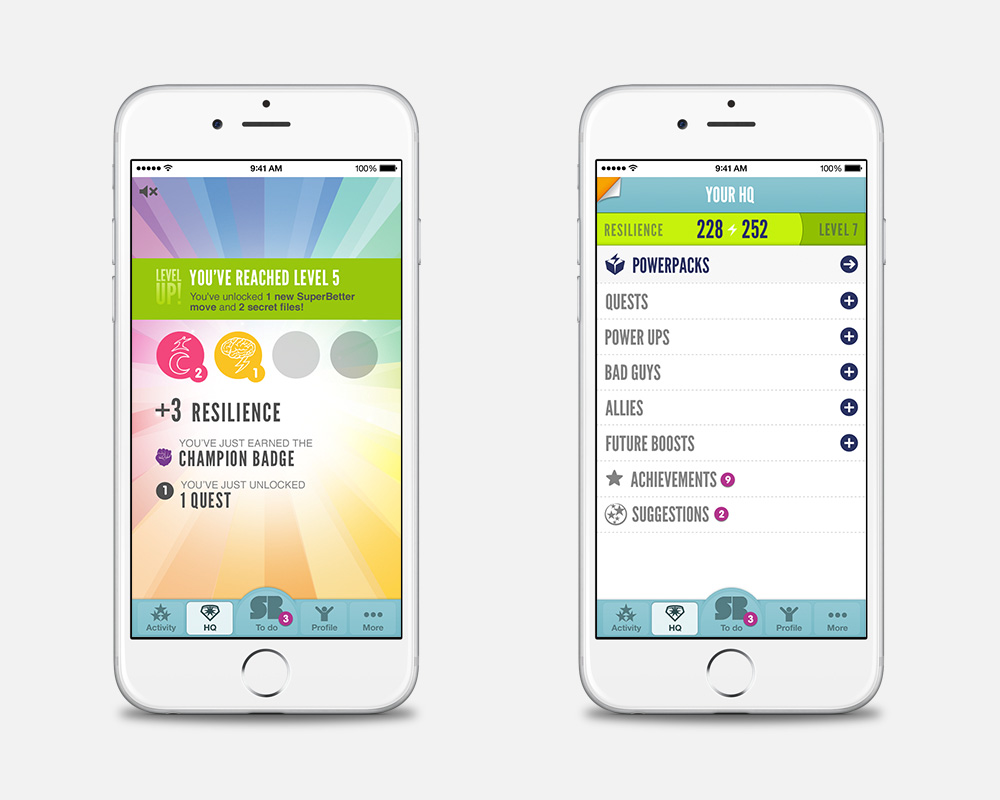 9:41 AM 100%
LEVEL UP!
YOU'VE REACHED LEVEL 5
You've unlocked 1 new SuperBetter
move and 2 secret files!
2 1
+3 RESILIENCE
YOU'VE JUST EARNED THE
CHAMPION BADGE
1
YOU'VE JUST UNLOCKED
1 QUEST
SB 3
Activity HQ To do Profile More
9:41 AM 100%
YOUR HQ
RESILIENCE 228 252 LEVEL 7
POWERPACKS
QUESTS
POWER UPS
BAD GUYS
ALLIES
FUTURE BOOSTS
ACHIEVEMENTS 9
SUGGESTIONS 2
SB 3
Activity HQ To do Profile More